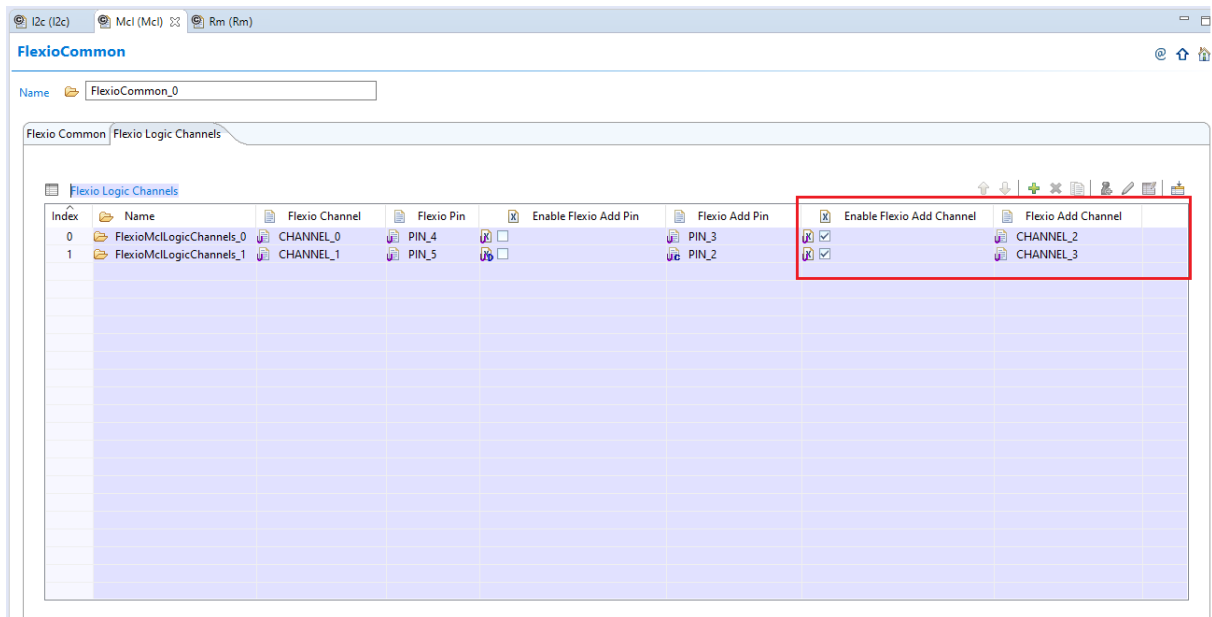 I2c (I2c) Mcl (Mcl) Rm (Rm)
FlexioCommon
Name FlexioCommon_0
Flexio Common Flexio Logic Channels
Flexio Logic Channels
Index Name Flexio Channel Flexio Pin Enable Flexio Add Pin Flexio Add Pin Enable Flexio Add Channel Flexio Add Channel
0 FlexioMclLogicChannels_0 CHANNEL_0 PIN_4 PIN_3 CHANNEL_2
1 FlexioMclLogicChannels_1 CHANNEL_1 PIN_5 PIN_2 CHANNEL_3